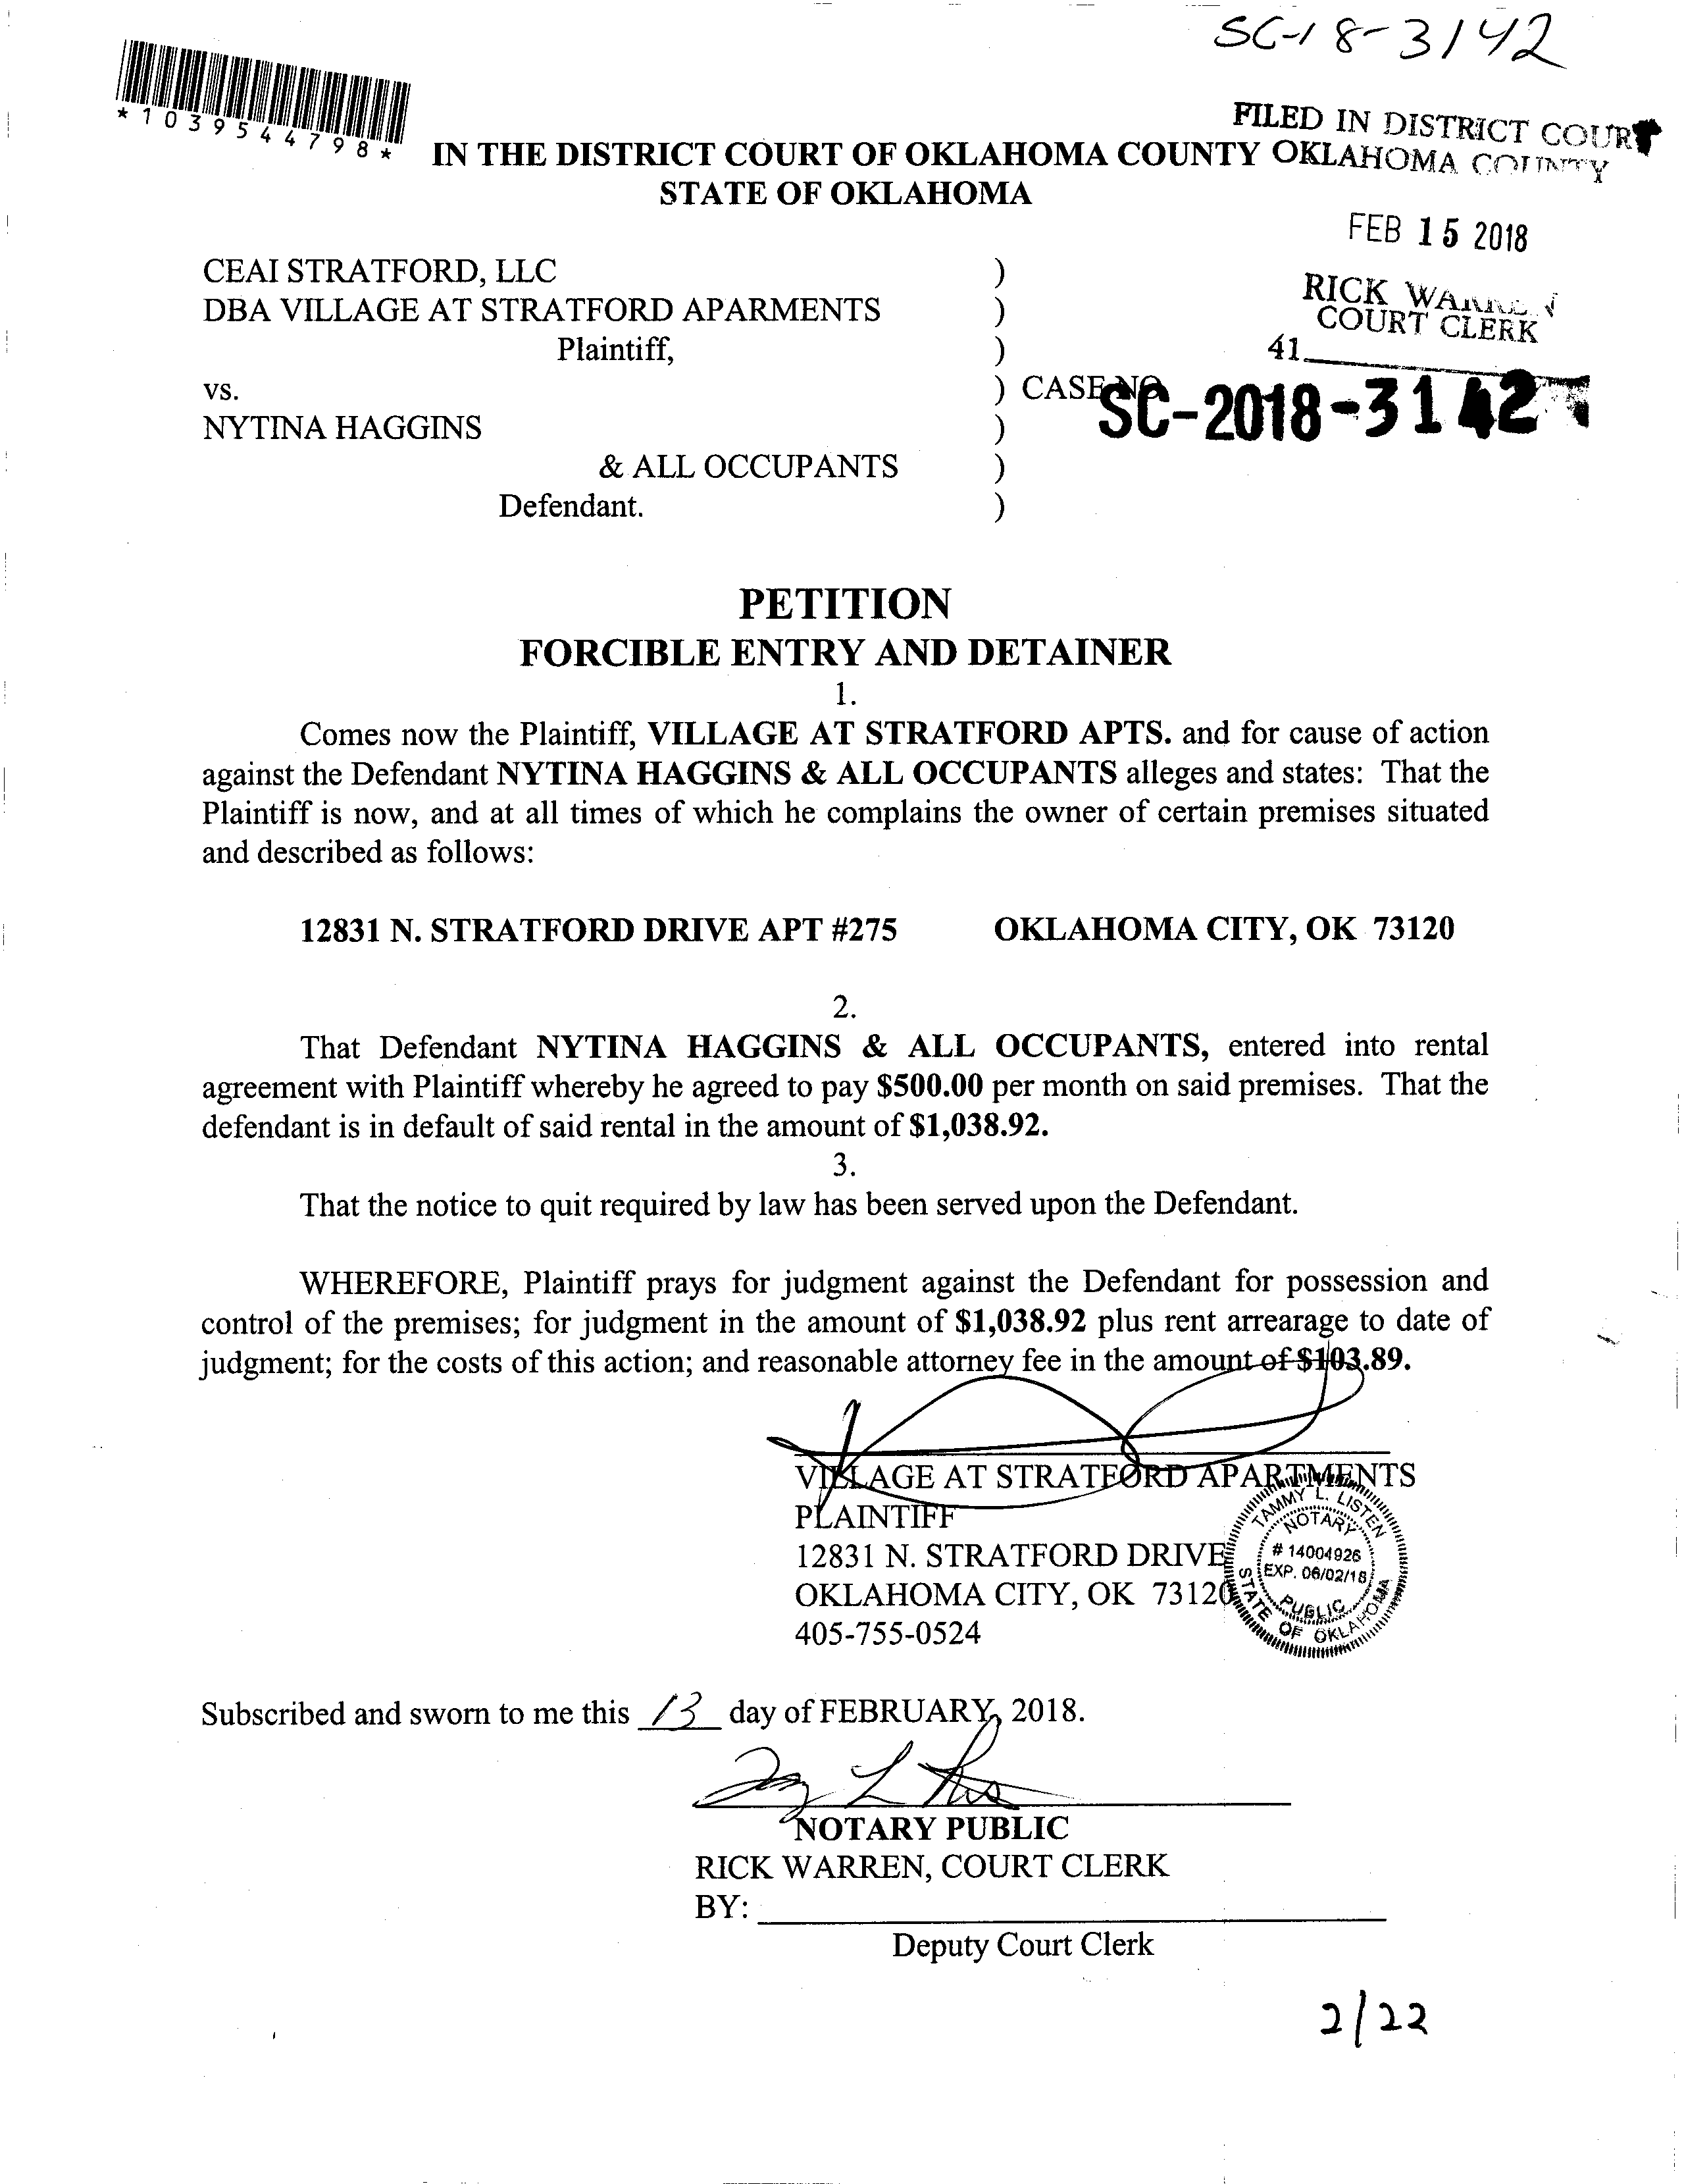 SC-18-3142
*1039544798*
FILED IN DISTRICT COURT
OKLAHOMA COUNTY
IN THE DISTRICT COURT OF OKLAHOMA COUNTY
STATE OF OKLAHOMA
FEB 15 2018
RICK WARREN
COURT CLERK
41
CEAI STRATFORD, LLC )
DBA VILLAGE AT STRATFORD APARMENTS )
Plaintiff, )
vs. ) CASE NO. SC-2018-3142
NYTINA HAGGINS )
& ALL OCCUPANTS )
Defendant. )
PETITION
FORCIBLE ENTRY AND DETAINER
1.
Comes now the Plaintiff, VILLAGE AT STRATFORD APTS. and for cause of action
against the Defendant NYTINA HAGGINS & ALL OCCUPANTS alleges and states: That the
Plaintiff is now, and at all times of which he complains the owner of certain premises situated
and described as follows:
12831 N. STRATFORD DRIVE APT #275 OKLAHOMA CITY, OK 73120
2.
That Defendant NYTINA HAGGINS & ALL OCCUPANTS, entered into rental
agreement with Plaintiff whereby he agreed to pay $500.00 per month on said premises. That the
defendant is in default of said rental in the amount of $1,038.92.
3.
That the notice to quit required by law has been served upon the Defendant.
WHEREFORE, Plaintiff prays for judgment against the Defendant for possession and
control of the premises; for judgment in the amount of $1,038.92 plus rent arrearage to date of
judgment; for the costs of this action; and reasonable attorney fee in the amount of $103.89.
VILLAGE AT STRATFORD APARTMENTS
PLAINTIFF
12831 N. STRATFORD DRIVE
OKLAHOMA CITY, OK 73120
405-755-0524
TAMMY L. LISTEN
NOTARY
# 14004926
EXP. 06/02/18
PUBLIC
STATE OF OKLAHOMA
Subscribed and sworn to me this 13 day of FEBRUARY, 2018.
NOTARY PUBLIC
RICK WARREN, COURT CLERK
BY:
Deputy Court Clerk
2/22